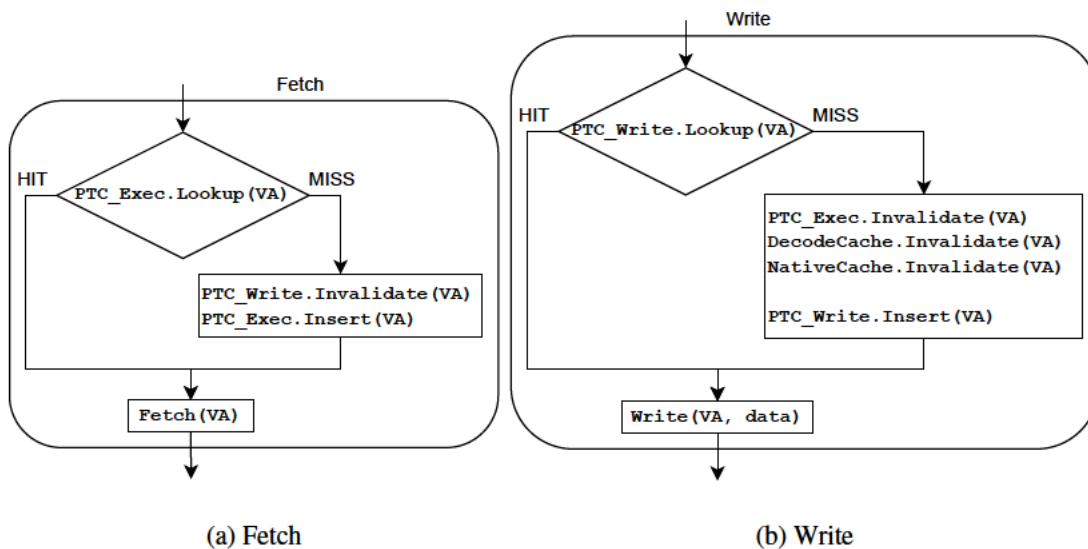 Fetch
HIT
PTC_Exec.Lookup(VA)
MISS
PTC_Write.Invalidate(VA)
PTC_Exec.Insert(VA)
Fetch(VA)
(a) Fetch
Write
HIT
PTC_Write.Lookup(VA)
MISS
PTC_Exec.Invalidate(VA)
DecodeCache.Invalidate(VA)
NativeCache.Invalidate(VA)
PTC_Write.Insert(VA)
Write(VA, data)
(b) Write